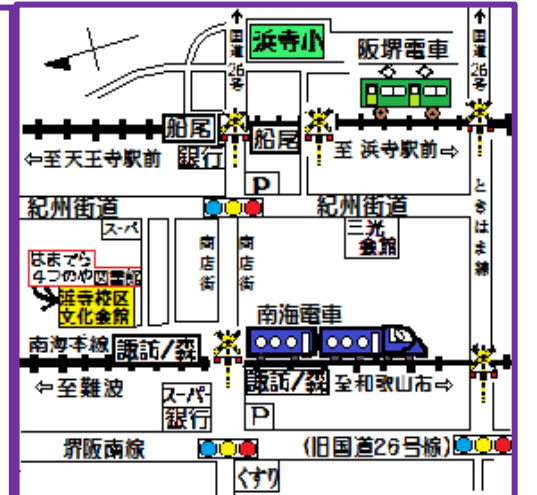 ↑国道26号
浜寺小
阪堺電車
↑国道26号
船尾
船尾
⇦至天王寺駅前
銀行
至 浜寺駅前⇨
P
紀州街道
紀州街道
スーパ
商店街
商店街
三光会館
ときはま線
はまでら
4つのや図書館
浜寺校区
文化会館
南海電車
南海本線
諏訪ノ森
諏訪ノ森
⇦至難波
至和歌山市⇨
スーパー
銀行
P
堺阪南線
(旧国道26号線)
くすり